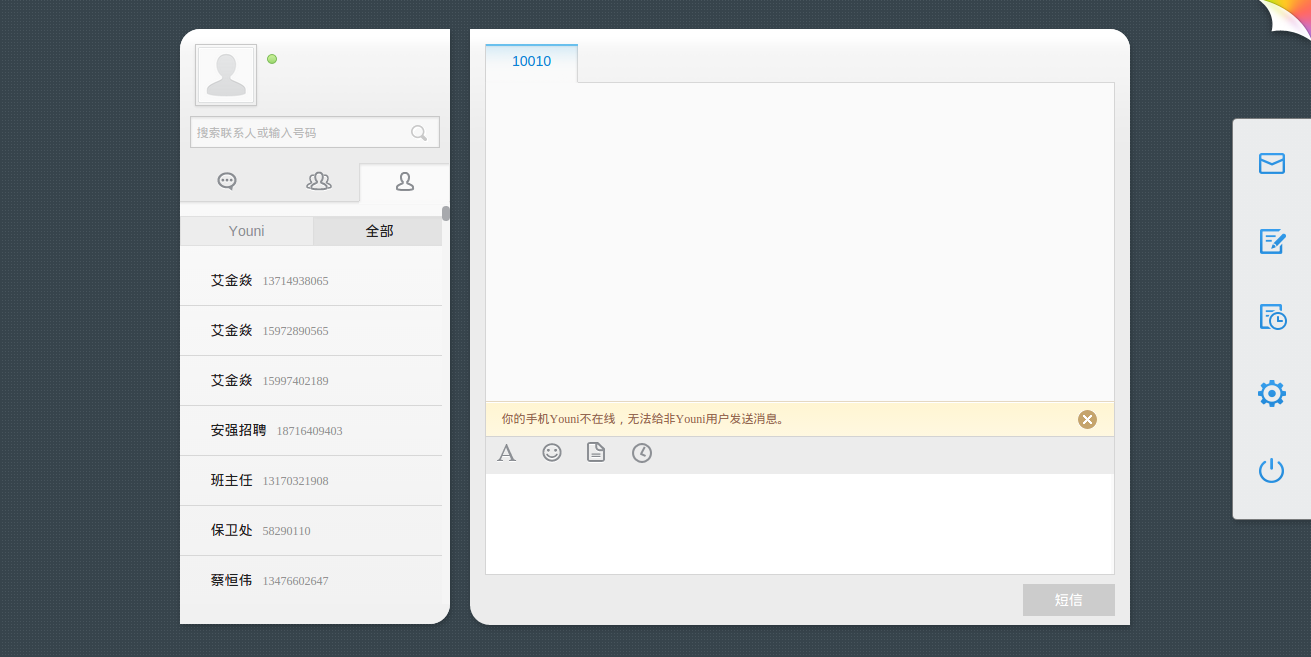 搜索联系人或输入号码
Youni 全部
艾金焱 13714938065
艾金焱 15972890565
艾金焱 15997402189
安强招聘 18716409403
班主任 13170321908
保卫处 58290110
蔡恒伟 13476602647
10010
你的手机Youni不在线，无法给非Youni用户发送消息。
短信